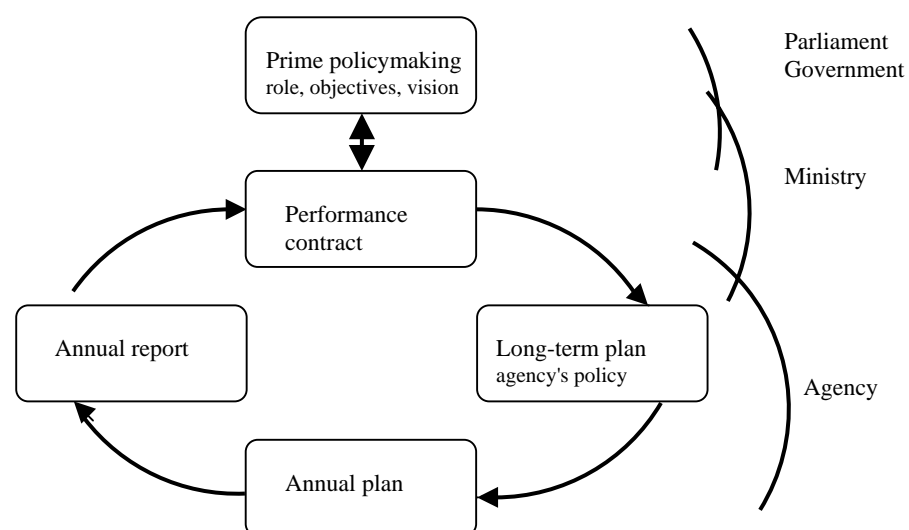 Prime policymaking
role, objectives, vision
Parliament
Government
Ministry
Performance
contract
Annual report
Long-term plan
agency's policy
Agency
Annual plan